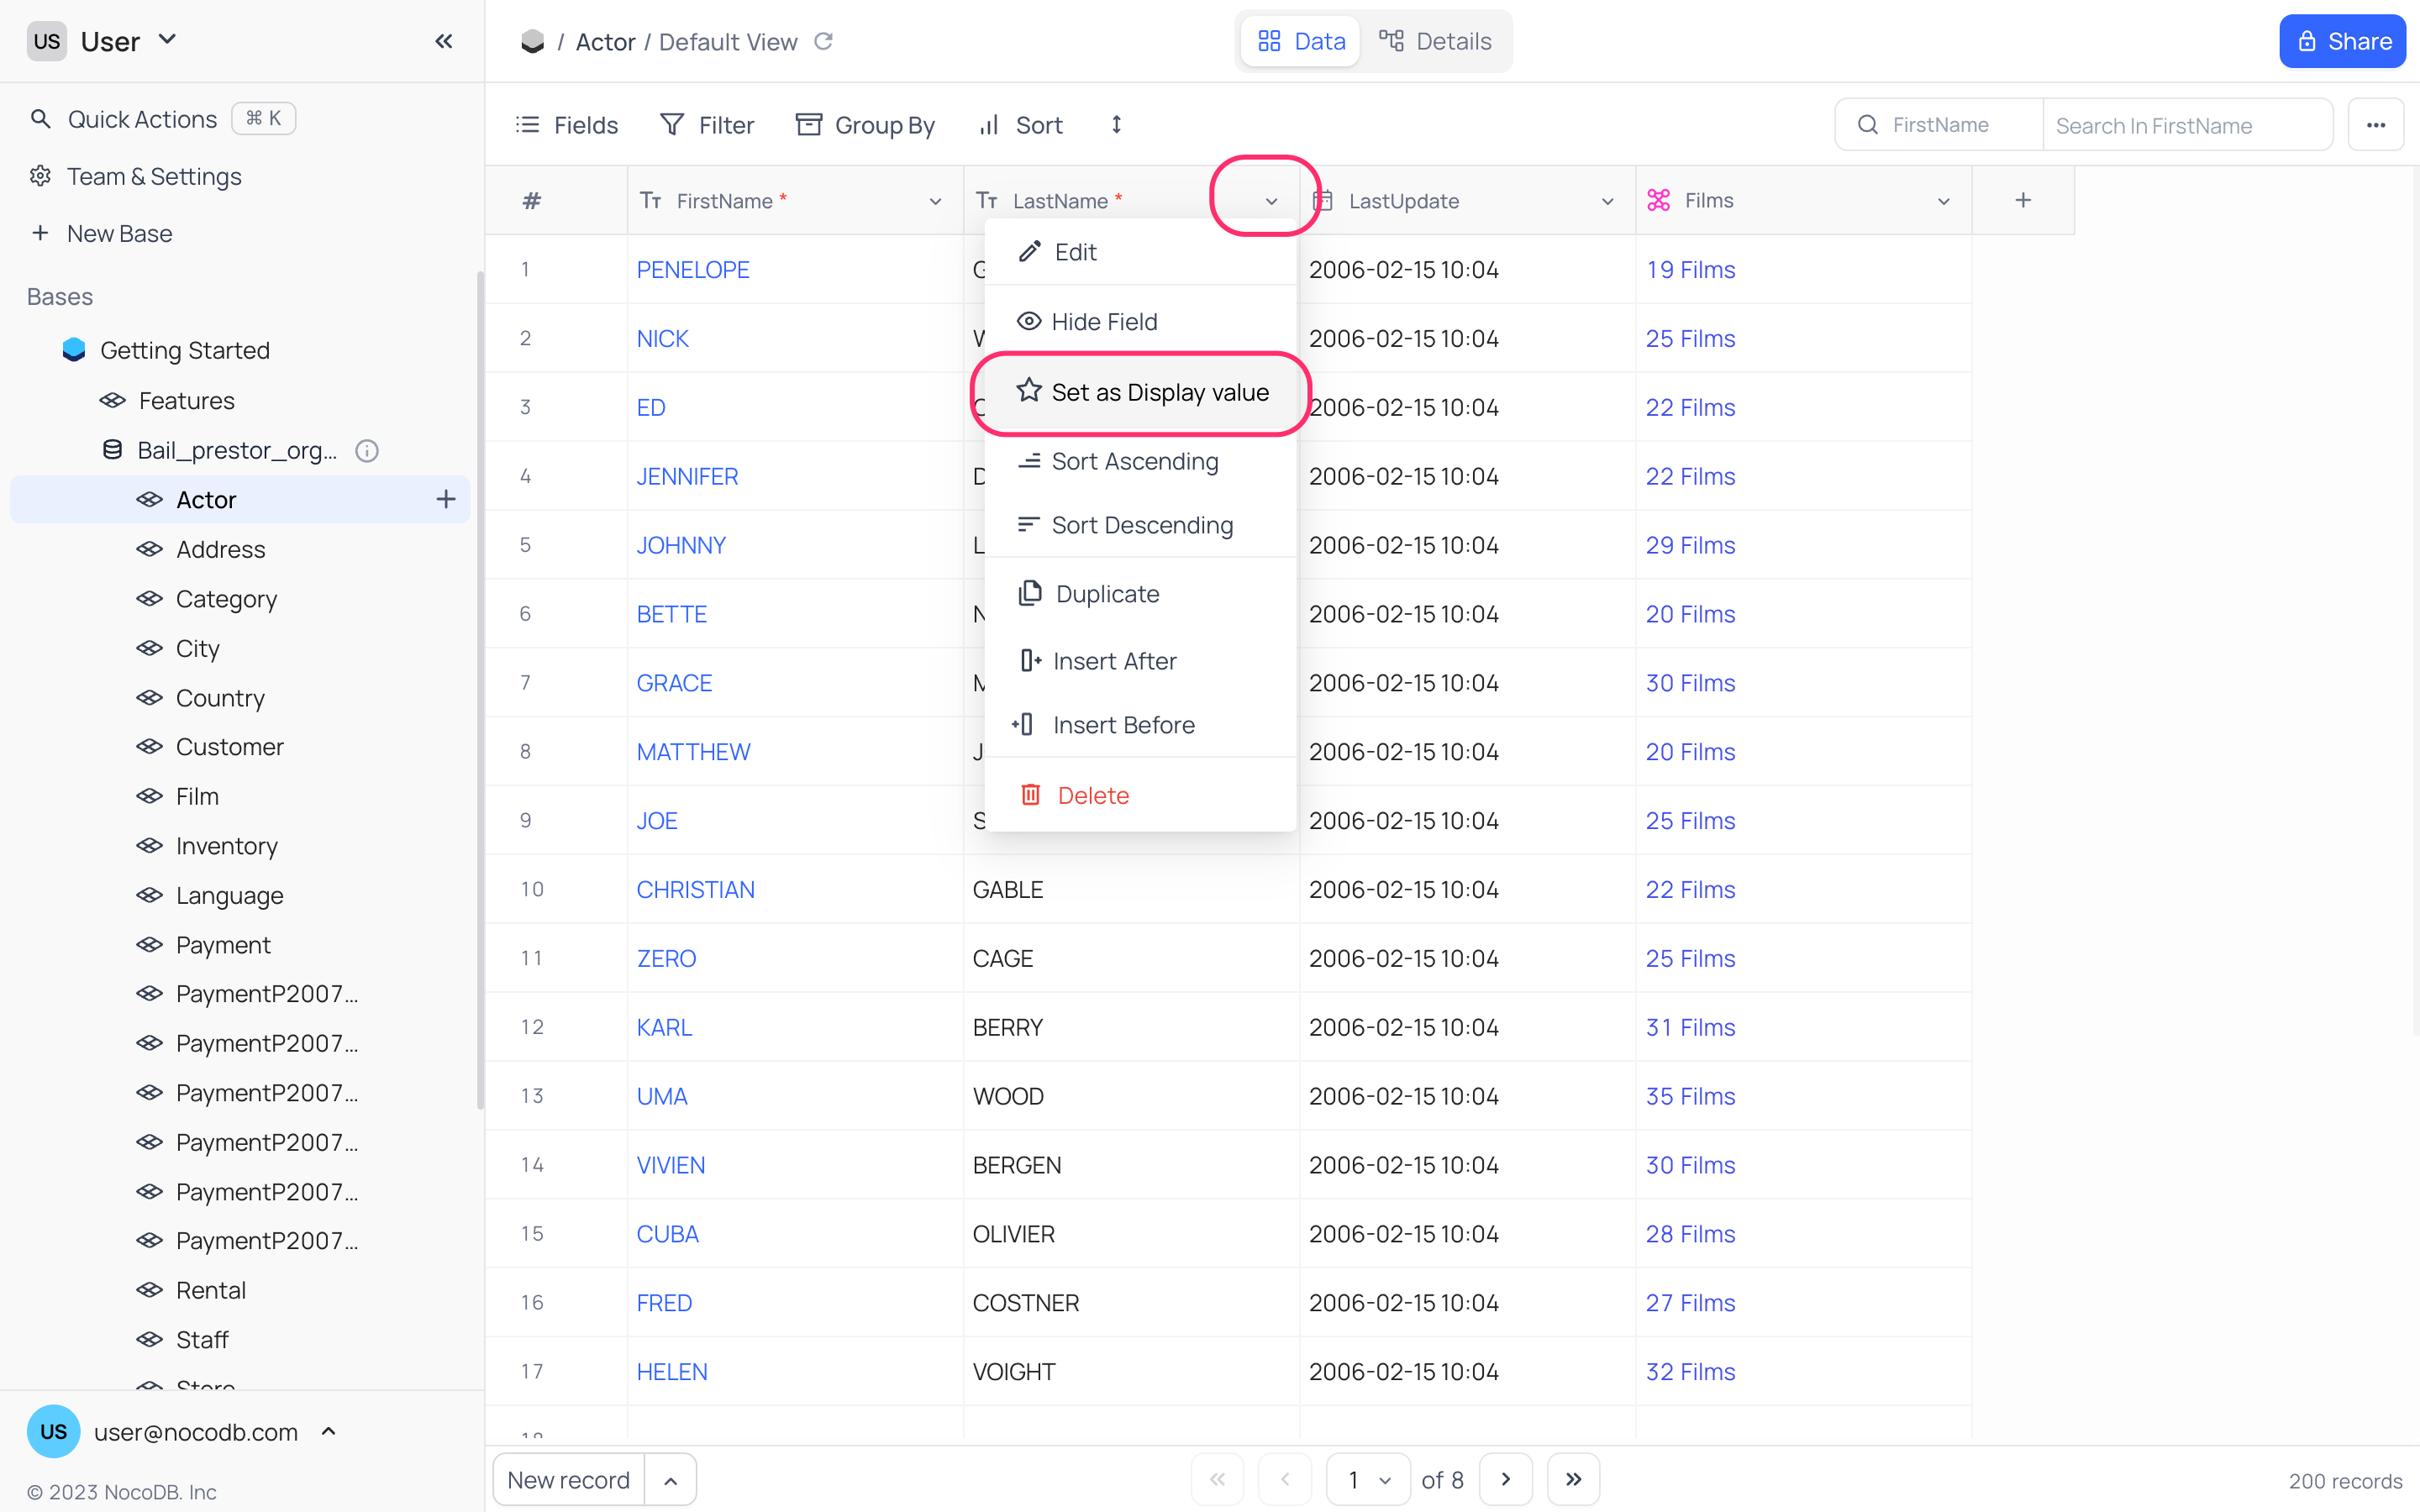 US User
Quick Actions ⌘ K
Team & Settings
New Base
Bases
Getting Started
Features
Bail_prestor_org...
Actor
Address
Category
City
Country
Customer
Film
Inventory
Language
Payment
PaymentP2007...
PaymentP2007...
PaymentP2007...
PaymentP2007...
PaymentP2007...
PaymentP2007...
Rental
Staff
Store
US user@nocodb.com
© 2023 NocoDB. Inc
/ Actor / Default View
Data Details
Share
Fields Filter Group By Sort
FirstName Search In FirstName
# FirstName * LastName * LastUpdate Films +
1 PENELOPE G 2006-02-15 10:04 19 Films
2 NICK W 2006-02-15 10:04 25 Films
3 ED 2006-02-15 10:04 22 Films
4 JENNIFER D 2006-02-15 10:04 22 Films
5 JOHNNY L 2006-02-15 10:04 29 Films
6 BETTE N 2006-02-15 10:04 20 Films
7 GRACE M 2006-02-15 10:04 30 Films
8 MATTHEW J 2006-02-15 10:04 20 Films
9 JOE S 2006-02-15 10:04 25 Films
10 CHRISTIAN GABLE 2006-02-15 10:04 22 Films
11 ZERO CAGE 2006-02-15 10:04 25 Films
12 KARL BERRY 2006-02-15 10:04 31 Films
13 UMA WOOD 2006-02-15 10:04 35 Films
14 VIVIEN BERGEN 2006-02-15 10:04 30 Films
15 CUBA OLIVIER 2006-02-15 10:04 28 Films
16 FRED COSTNER 2006-02-15 10:04 27 Films
17 HELEN VOIGHT 2006-02-15 10:04 32 Films
18
Edit
Hide Field
Set as Display value
Sort Ascending
Sort Descending
Duplicate
Insert After
Insert Before
Delete
New record
1 of 8
200 records